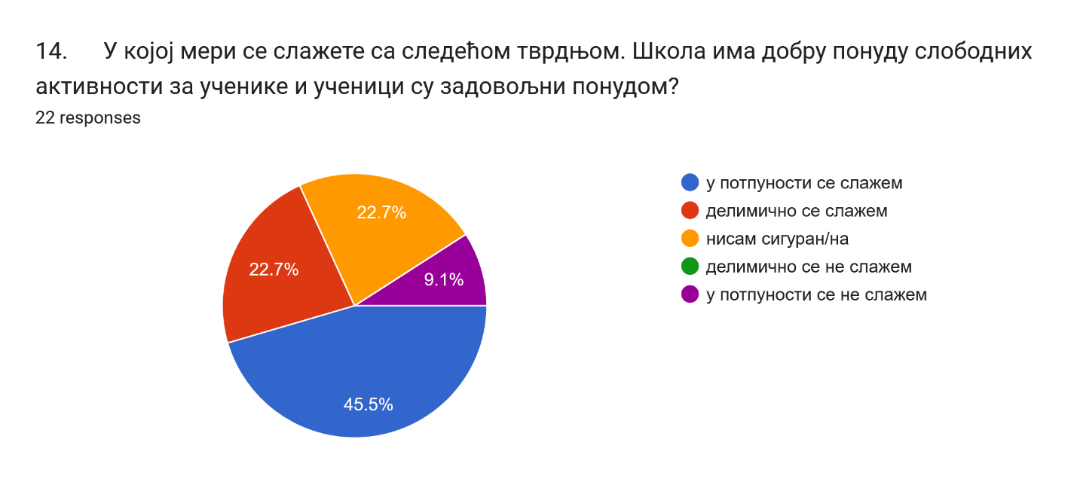 14. У којој мери се слажете са следећом тврдњом. Школа има добру понуду слободних
активности за ученике и ученици су задовољни понудом?
22 responses
22.7%
22.7%
9.1%
45.5%
у потпуности се слажем
делимично се слажем
нисам сигуран/на
делимично се не слажем
у потпуности се не слажем